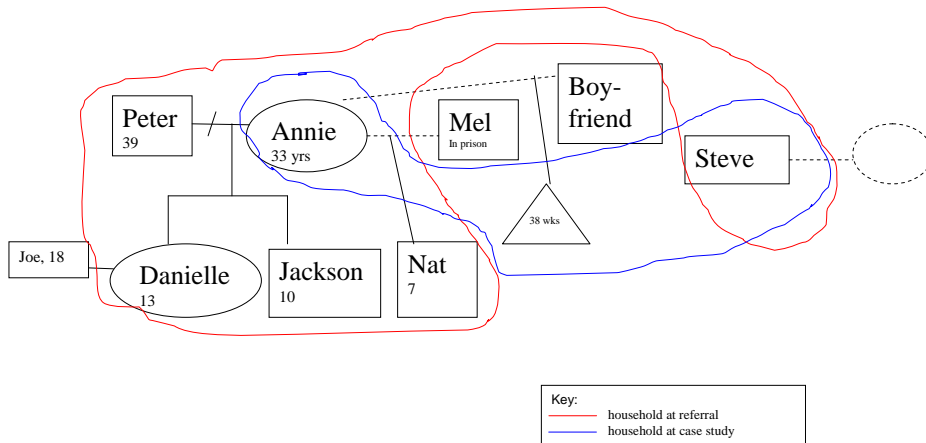 Peter
39
Annie
33 yrs
Mel
In prison
Boy-
friend
Steve
38 wks
Joe, 18
Danielle
13
Jackson
10
Nat
7
Key:
household at referral
household at case study